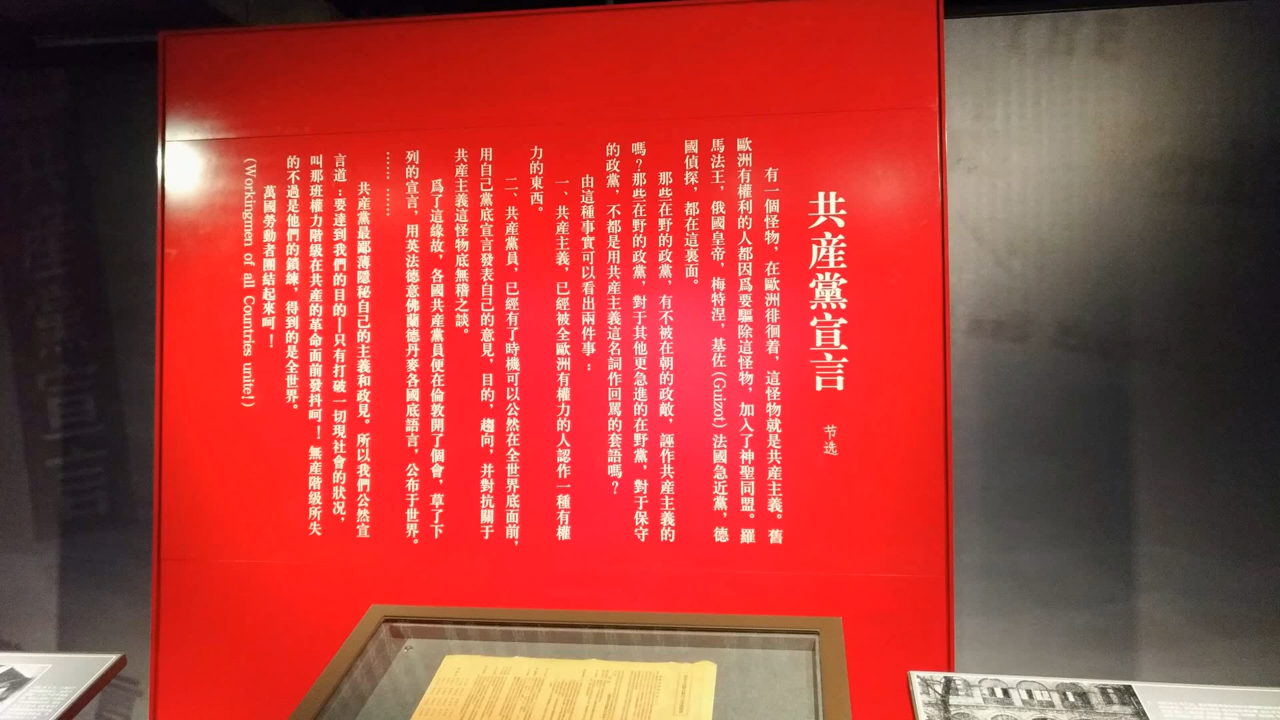 共産黨宣言 节选
有一個怪物，在歐洲徘徊着，這怪物就是共産主義。舊
歐洲有權利的人都因爲要驅除這怪物，加入了神聖同盟。羅
馬法王，俄國皇帝，梅特涅，基佐(Guizot)法國急近黨，德
國偵探，都在這裏面。
那些在野的政黨，有不被在朝的政敵，誣作共産主義的
嗎？那些在野的政黨，對于其他更急進的在野黨，對于保守
的政黨，不都是用共産主義這名詞作回罵的套語嗎？
由這種事實可以看出兩件事：
一、共産主義，已經被全歐洲有權力的人認作一種有權
力的東西。
二、共産黨員，已經有了時機可以公然在全世界底面前，
用自己黨底宣言發表自己的意見，目的，趨向，并對抗關于
共産主義這怪物底無稽之談。
爲了這緣故，各國共産黨員便在倫敦開了個會，草了下
列的宣言，用英法德意佛蘭德丹麥各國底語言，公布于世界。
…… ……
共産黨最鄙薄隱秘自己的主義和政見。所以我們公然宣
言道：要達到我們的目的—只有打破一切現社會的狀况，
叫那班權力階級在共産的革命面前發抖呵！無産階級所失
的不過是他們的鎖鍊，得到的是全世界。
萬國勞動者團結起來呵！
(Workingmen of all Countries unite!)